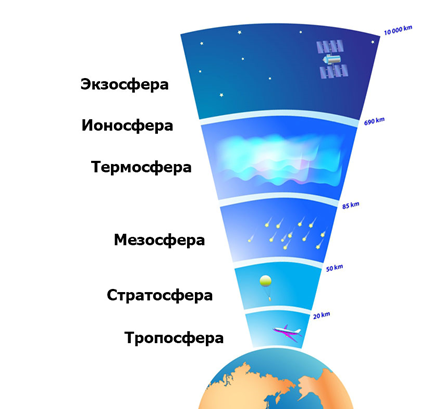 10 000 km
Экзосфера
Ионосфера
690 km
Термосфера
85 km
Мезосфера
50 km
Стратосфера
20 km
Тропосфера